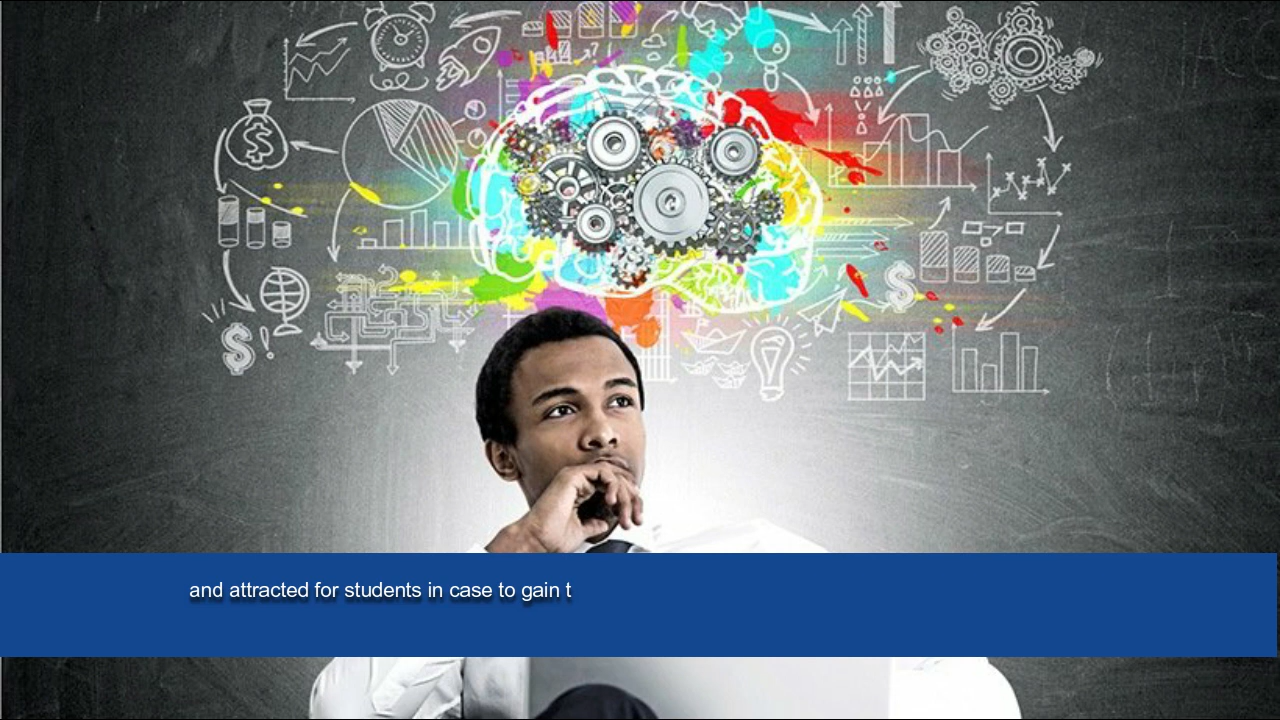 and attracted for students in case to gain t